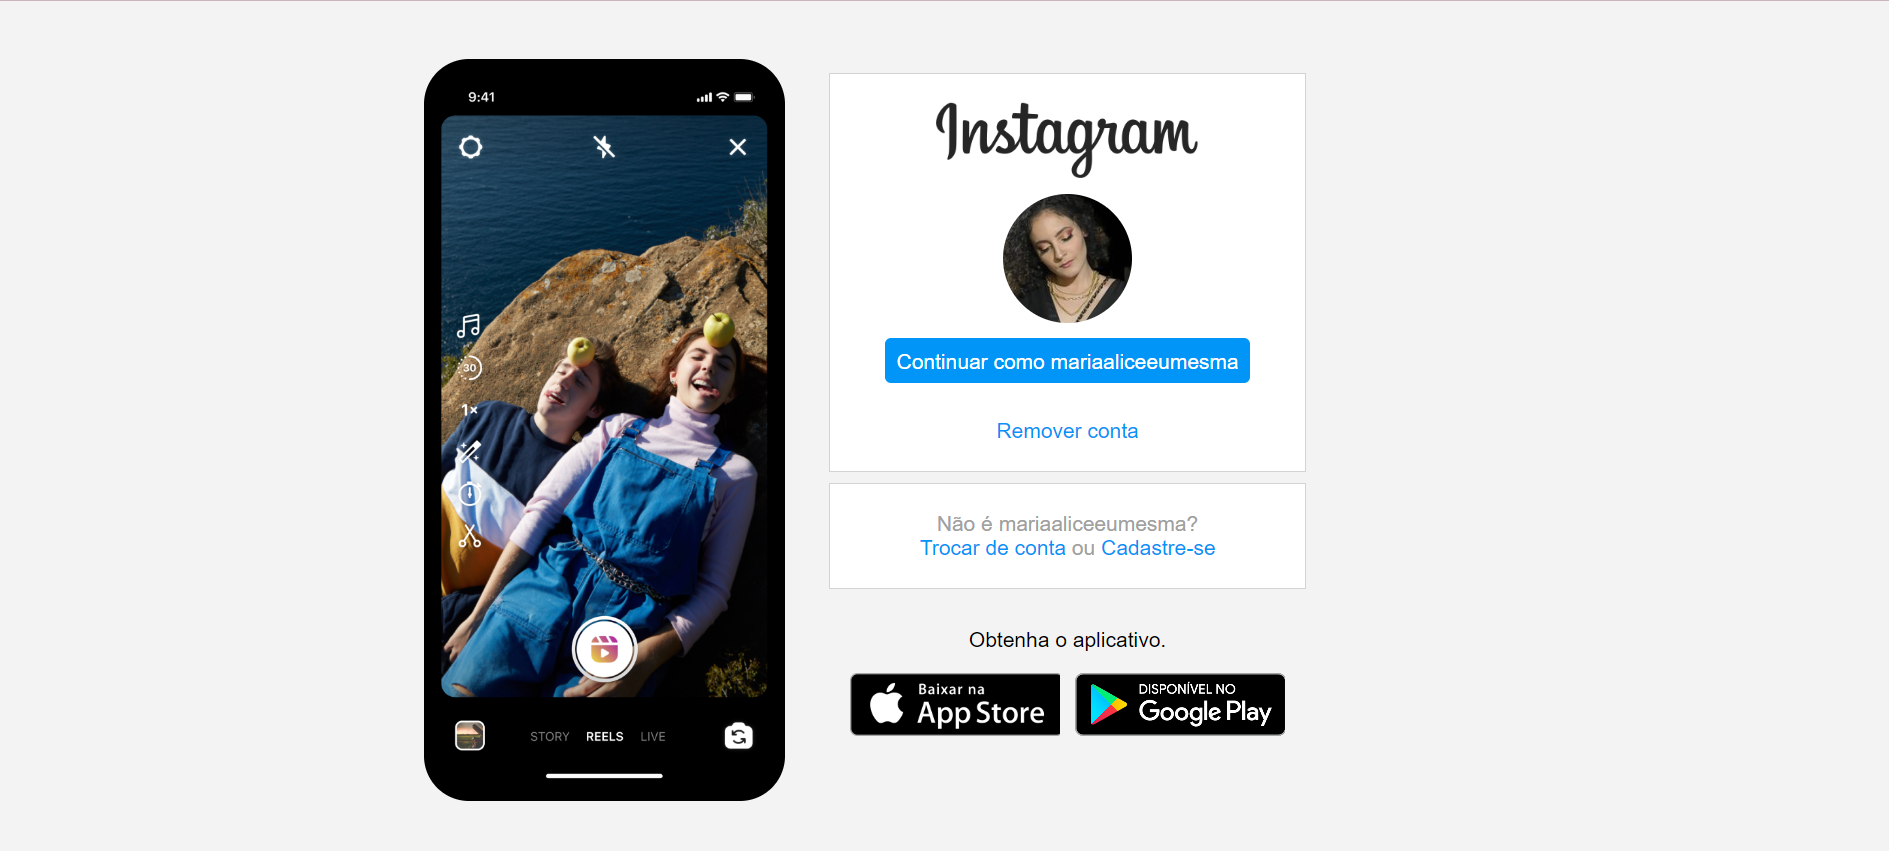 9:41
30
1×
STORY REELS LIVE
Instagram
Continuar como mariaaliceeumesma
Remover conta
Não é mariaaliceeumesma?
Trocar de conta ou Cadastre-se
Obtenha o aplicativo.
Baixar na
App Store
DISPONÍVEL NO
Google Play